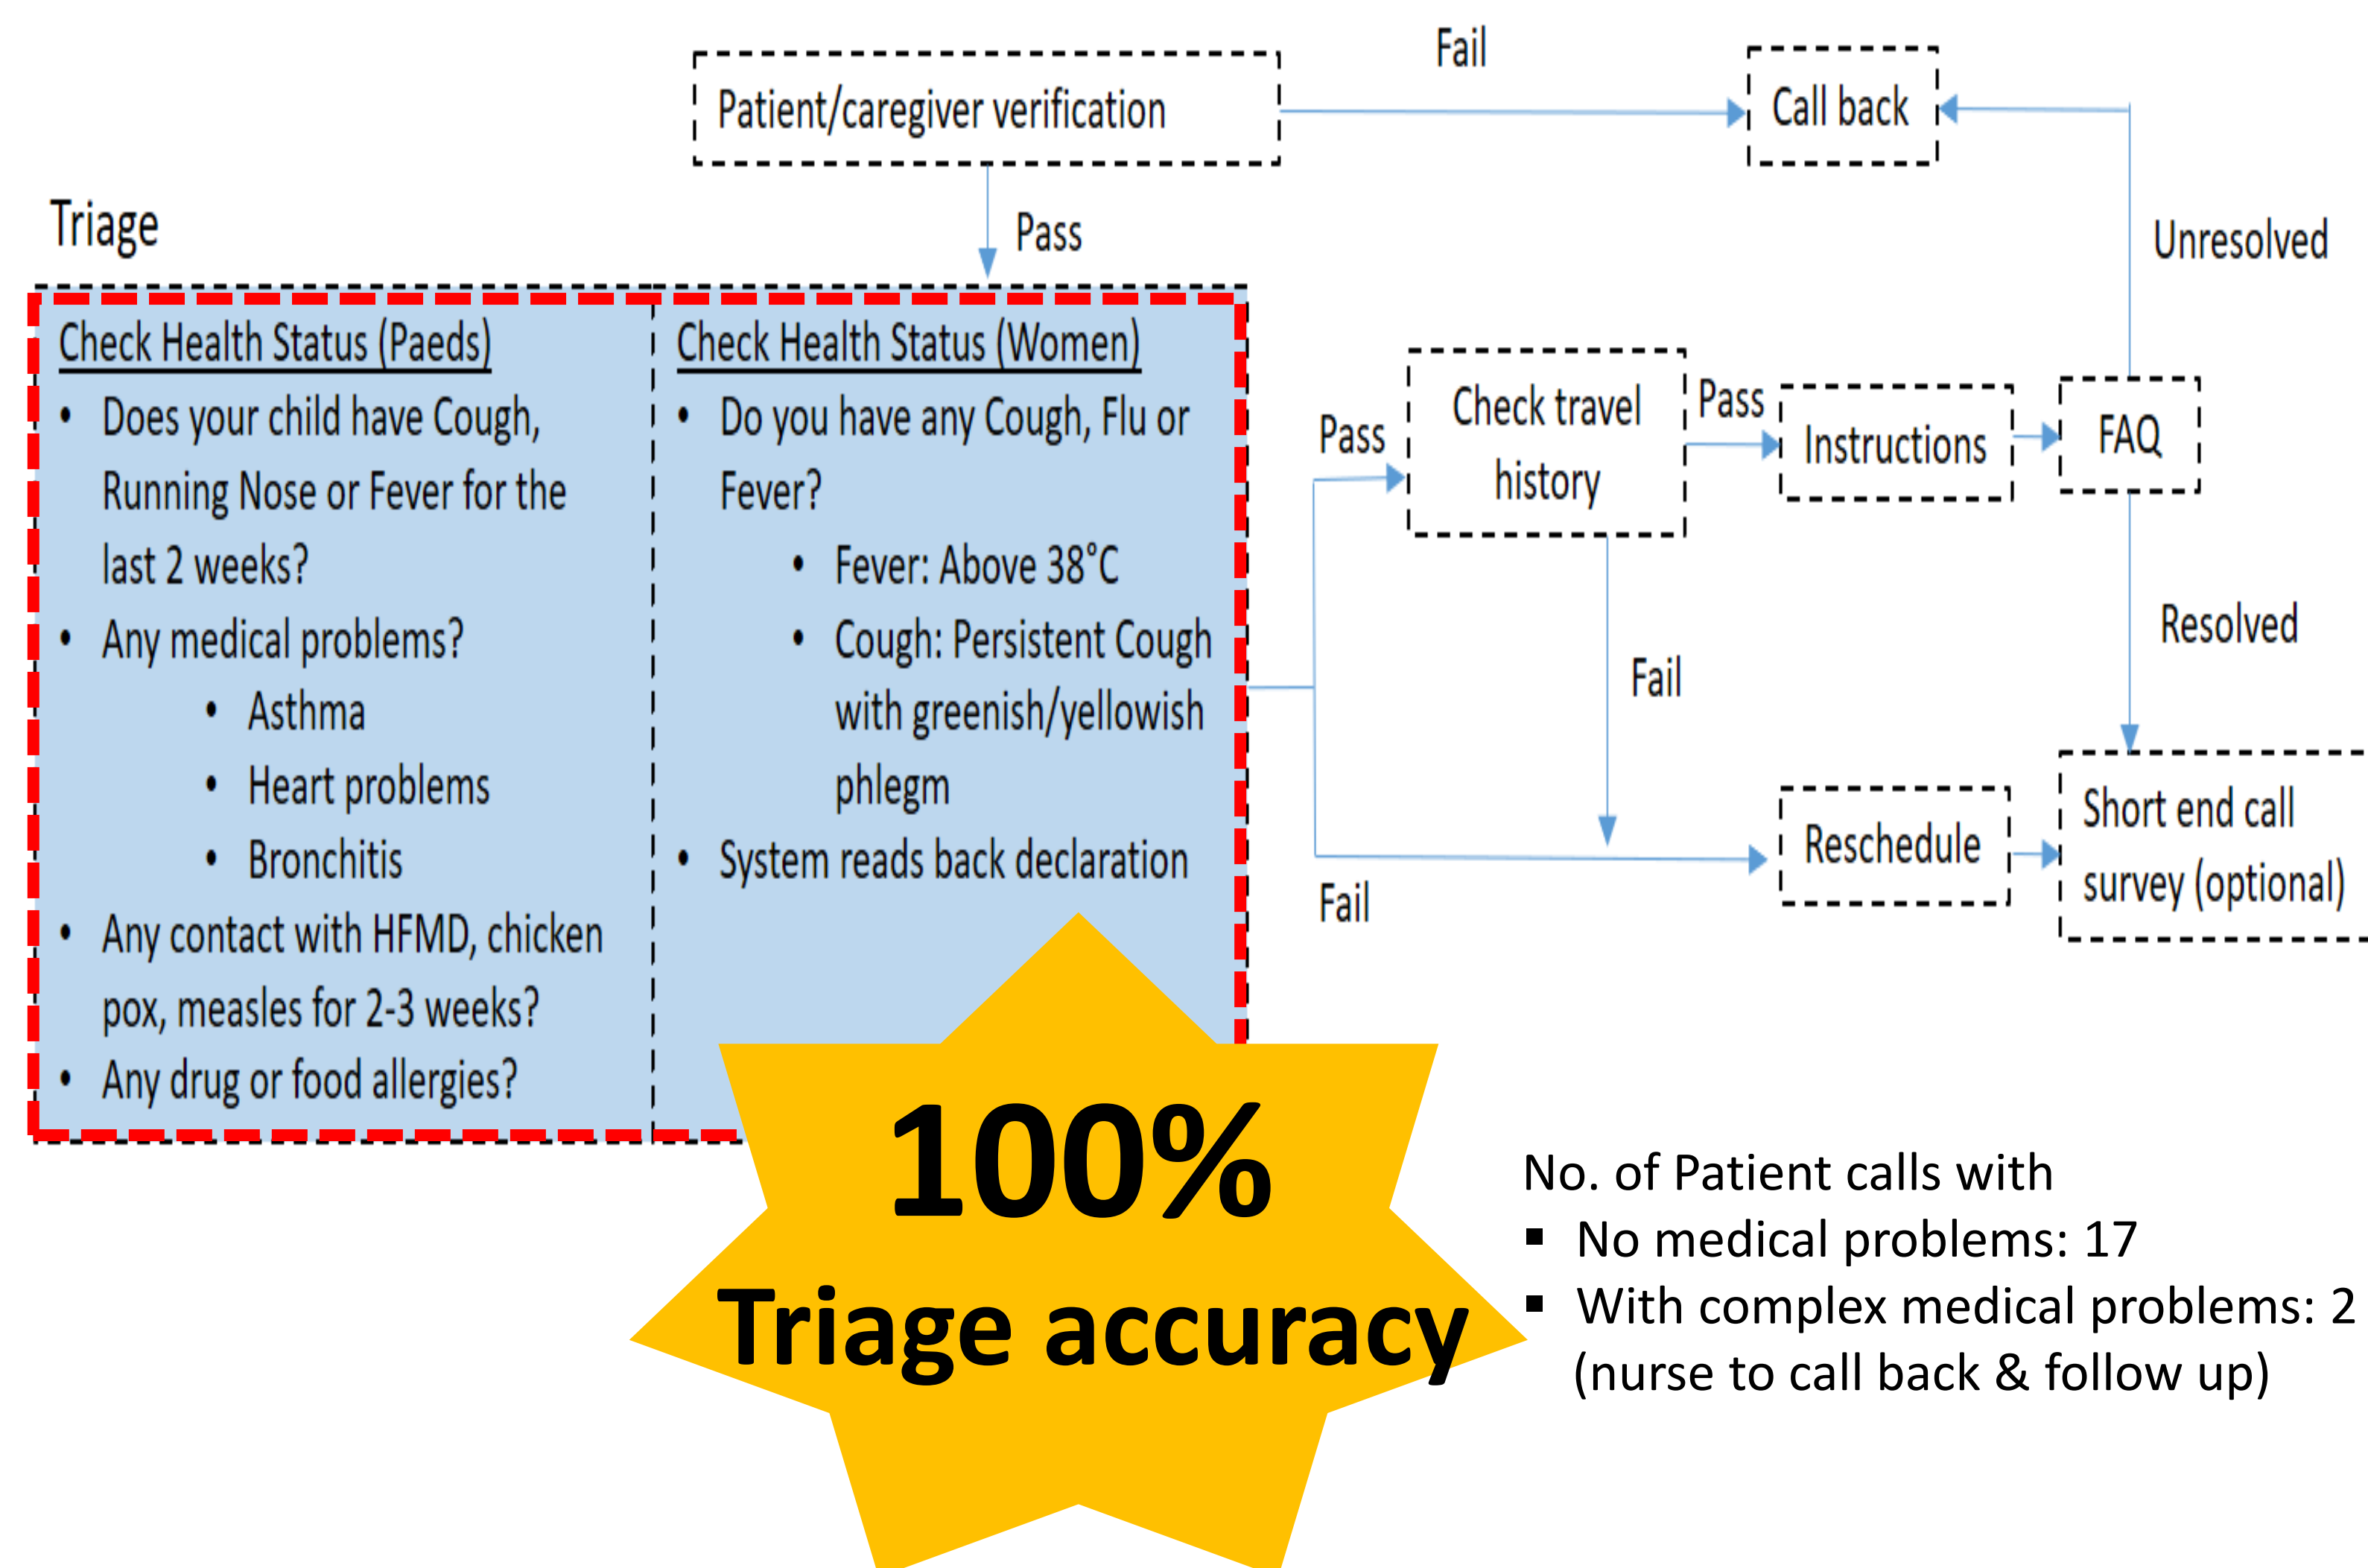 Fail
Patient/caregiver verification
Call back
Pass
Unresolved
Triage
Check Health Status (Paeds)
• Does your child have Cough,
Running Nose or Fever for the
last 2 weeks?
• Any medical problems?
• Asthma
• Heart problems
• Bronchitis
• Any contact with HFMD, chicken
pox, measles for 2-3 weeks?
• Any drug or food allergies?
Check Health Status (Women)
• Do you have any Cough, Flu or
Fever?
• Fever: Above 38°C
• Cough: Persistent Cough
with greenish/yellowish
phlegm
• System reads back declaration
Pass
Check travel
history
Pass
Instructions
FAQ
Fail
Resolved
Fail
Reschedule
Short end call
survey (optional)
100%
Triage accuracy
No. of Patient calls with
▪ No medical problems: 17
▪ With complex medical problems: 2
(nurse to call back & follow up)